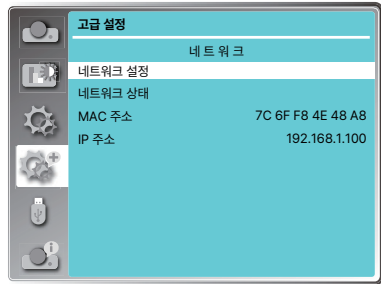 고급 설정
네트워크
네트워크 설정
네트워크 상태
MAC 주소 7C 6F F8 4E 48 A8
IP 주소 192.168.1.100